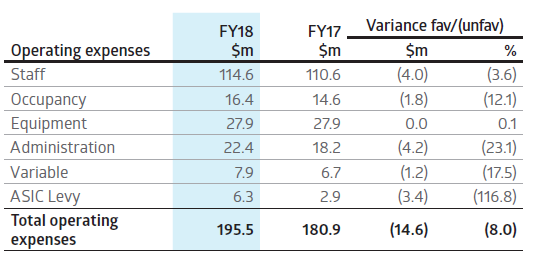 FY18 FY17 Variance fav/(unfav)
Operating expenses $m $m $m %
Staff 114.6 110.6 (4.0) (3.6)
Occupancy 16.4 14.6 (1.8) (12.1)
Equipment 27.9 27.9 0.0 0.1
Administration 22.4 18.2 (4.2) (23.1)
Variable 7.9 6.7 (1.2) (17.5)
ASIC Levy 6.3 2.9 (3.4) (116.8)
Total operating
expenses 195.5 180.9 (14.6) (8.0)